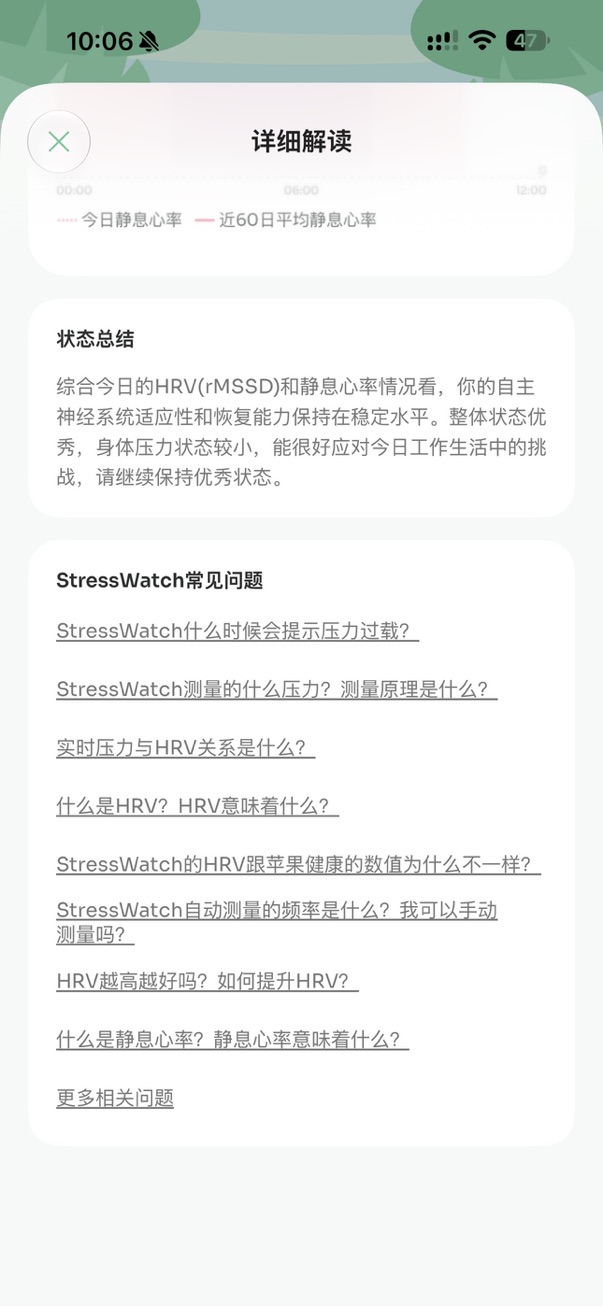 10:06
47
详细解读
00:00 06:00 12:00
今日静息心率 近60日平均静息心率
状态总结
综合今日的HRV(rMSSD)和静息心率情况看，你的自主
神经系统适应性和恢复能力保持在稳定水平。整体状态优
秀，身体压力状态较小，能很好应对今日工作生活中的挑
战，请继续保持优秀状态。
StressWatch常见问题
StressWatch什么时候会提示压力过载？
StressWatch测量的什么压力？测量原理是什么？
实时压力与HRV关系是什么？
什么是HRV？HRV意味着什么？
StressWatch的HRV跟苹果健康的数值为什么不一样？
StressWatch自动测量的频率是什么？我可以手动
测量吗？
HRV越高越好吗？如何提升HRV？
什么是静息心率？静息心率意味着什么？
更多相关问题